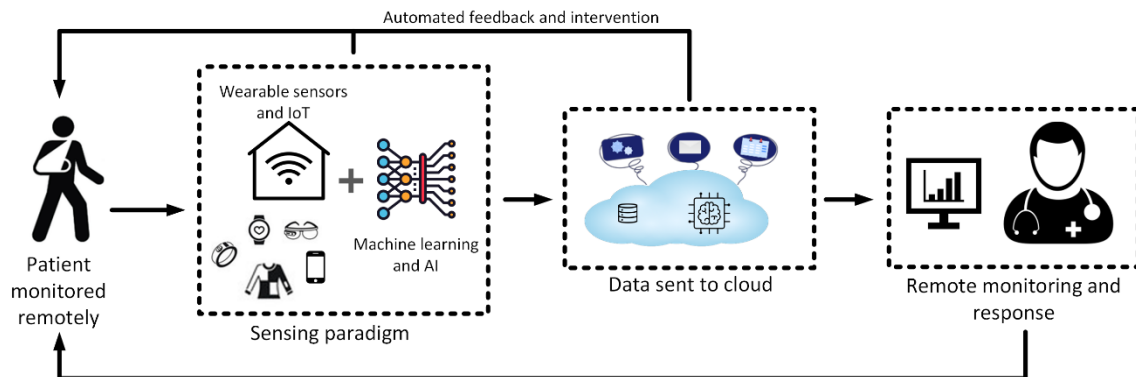 Automated feedback and intervention
Wearable sensors
and IoT
Machine learning
and AI
Patient
monitored
remotely
Sensing paradigm
Data sent to cloud
Remote monitoring and
response